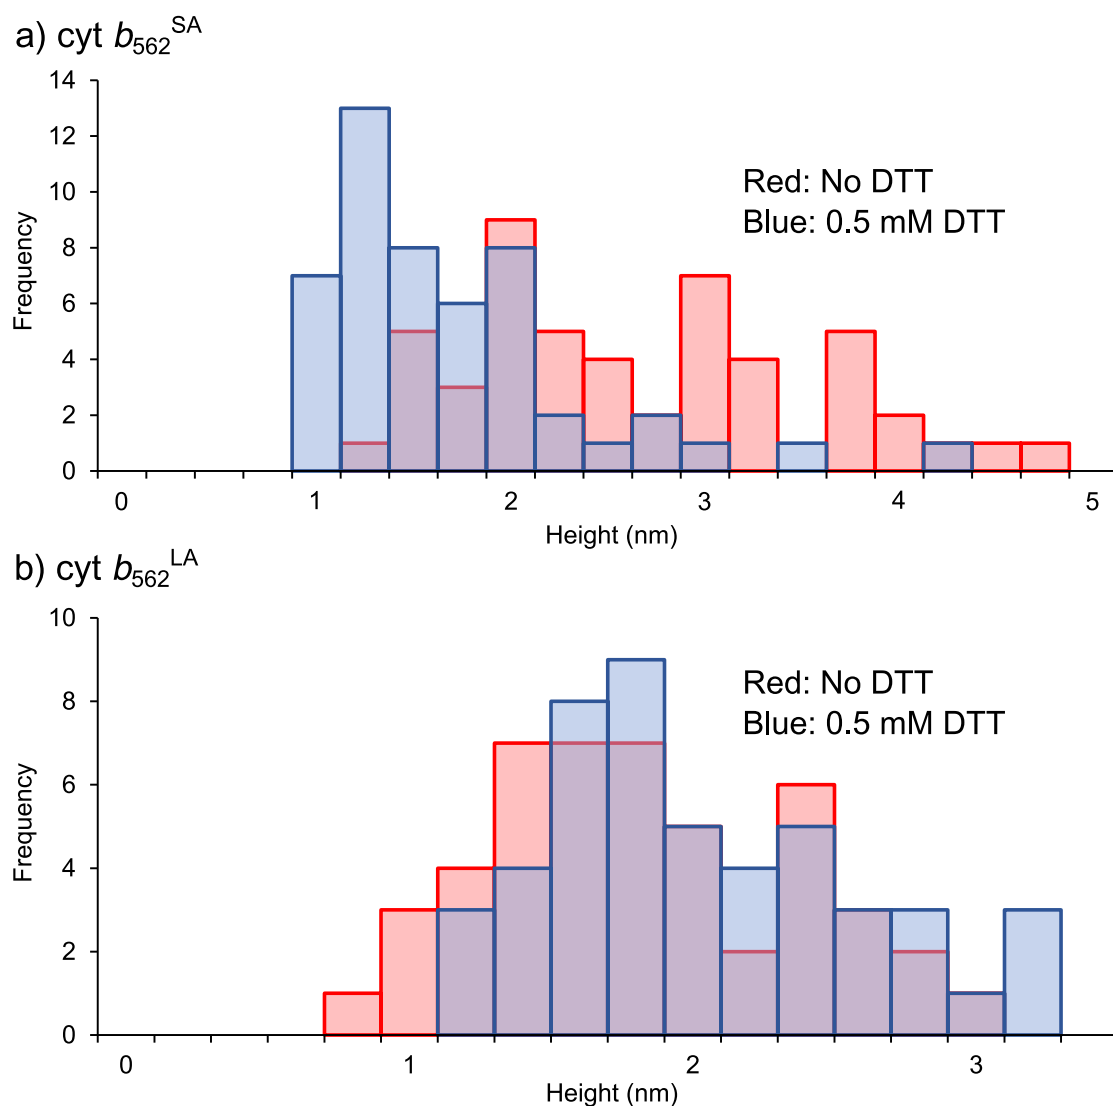 a) cyt b562SA
14
12
10
8
6
4
2
0
Frequency
Red: No DTT
Blue: 0.5 mM DTT
0 1 2 3 4 5
Height (nm)
b) cyt b562LA
10
8
6
4
2
0
Frequency
Red: No DTT
Blue: 0.5 mM DTT
0 1 2 3
Height (nm)